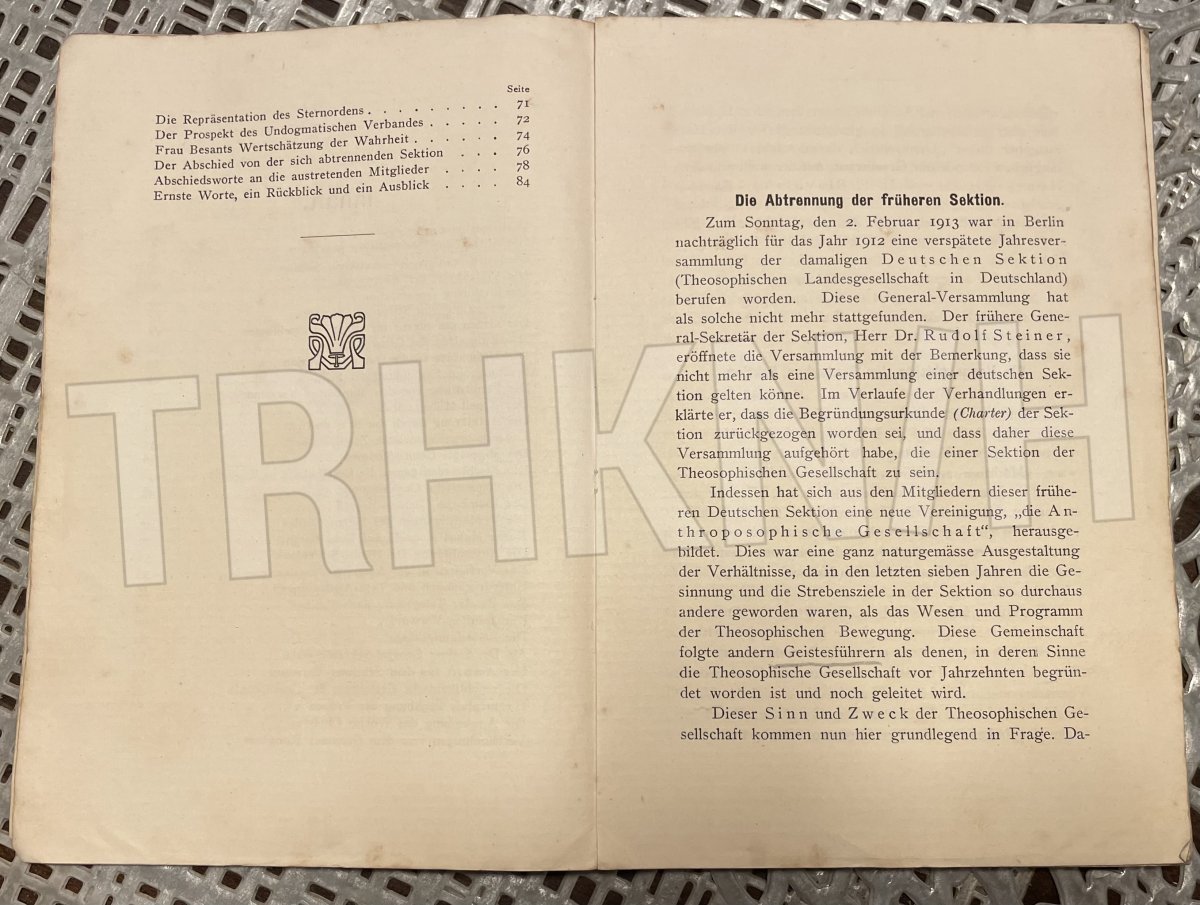 Seite
Die Repräsentation des Sternordens . . . . . . . . . 71
Der Prospekt des Undogmatischen Verbandes . . . . . 72
Frau Besants Wertschätzung der Wahrheit . . . . . . 74
Der Abschied von der sich abtrennenden Sektion . . . 76
Abschiedsworte an die austretenden Mitglieder . . . . 78
Ernste Worte, ein Rückblick und ein Ausblick . . . . 84
Die Abtrennung der früheren Sektion.
Zum Sonntag, den 2. Februar 1913 war in Berlin
nachträglich für das Jahr 1912 eine verspätete Jahresver-
sammlung der damaligen Deutschen Sektion
(Theosophischen Landesgesellschaft in Deutschland)
berufen worden. Diese General-Versammlung hat
als solche nicht mehr stattgefunden. Der frühere Gene-
ral-Sekretär der Sektion, Herr Dr. Rudolf Steiner,
eröffnete die Versammlung mit der Bemerkung, dass sie
nicht mehr als eine Versammlung einer deutschen Sek-
tion gelten könne. Im Verlaufe der Verhandlungen er-
klärte er, dass die Begründungsurkunde (Charter) der Sek-
tion zurückgezogen worden sei, und dass daher diese
Versammlung aufgehört habe, die einer Sektion der
Theosophischen Gesellschaft zu sein.
Indessen hat sich aus den Mitgliedern dieser frühe-
ren Deutschen Sektion eine neue Vereinigung, „die An-
throposophische Gesellschaft“, herausge-
bildet. Dies war eine ganz naturgemässe Ausgestaltung
der Verhältnisse, da in den letzten sieben Jahren die Ge-
sinnung und die Strebensziele in der Sektion so durchaus
andere geworden waren, als das Wesen und Programm
der Theosophischen Bewegung. Diese Gemeinschaft
folgte andern Geistesführern als denen, in deren Sinne
die Theosophische Gesellschaft vor Jahrzehnten begrün-
det worden ist und noch geleitet wird.
Dieser Sinn und Zweck der Theosophischen Ge-
sellschaft kommen nun hier grundlegend in Frage. Da-
TRHKNVH